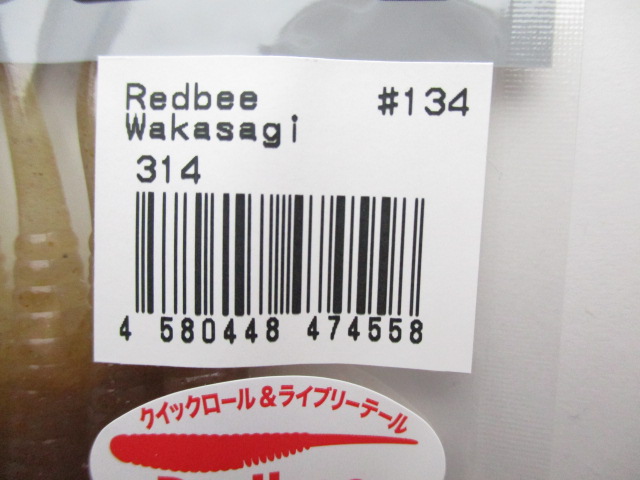 Redbee #134
Wakasagi
314
4 580448 474558
クイックロール&ライブリーテール